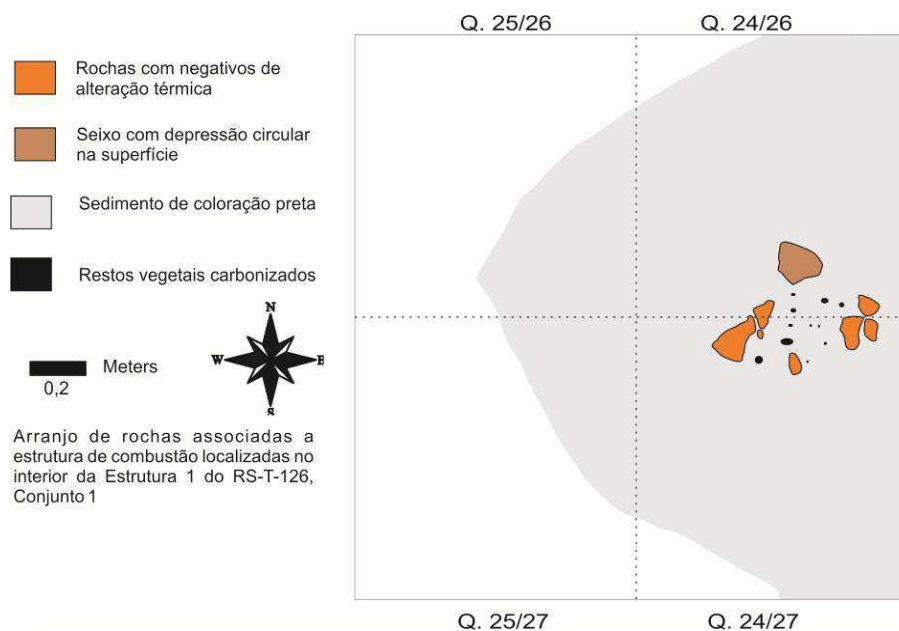 Q. 25/26
Q. 24/26
Rochas com negativos de
alteração térmica
Seixo com depressão circular
na superfície
Sedimento de coloração preta
Restos vegetais carbonizados
N
W
E
S
Meters
0,2
Arranjo de rochas associadas a
estrutura de combustão localizadas no
interior da Estrutura 1 do RS-T-126,
Conjunto 1
Q. 25/27
Q. 24/27